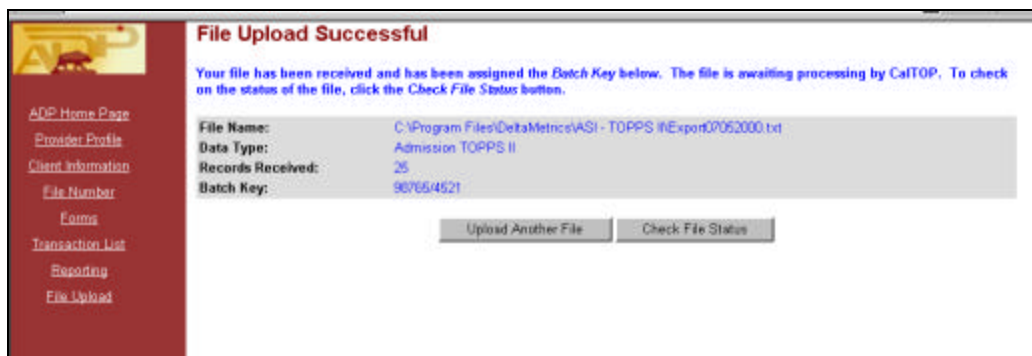 ADP
File Upload Successful
Your file has been received and has been assigned the Batch Key below. The file is awaiting processing by CalTOP. To check
on the status of the file, click the Check File Status button.
ADP Home Page
Provider Profile
Client Information
File Number
Forms
Transaction List
Reporting
File Upload
File Name: C:\Program Files\DeltaMetrics\ASI - TOPPS II\Export07052000.txt
Data Type: Admission TOPPS II
Records Received: 25
Batch Key: 98765/4521
Upload Another File Check File Status